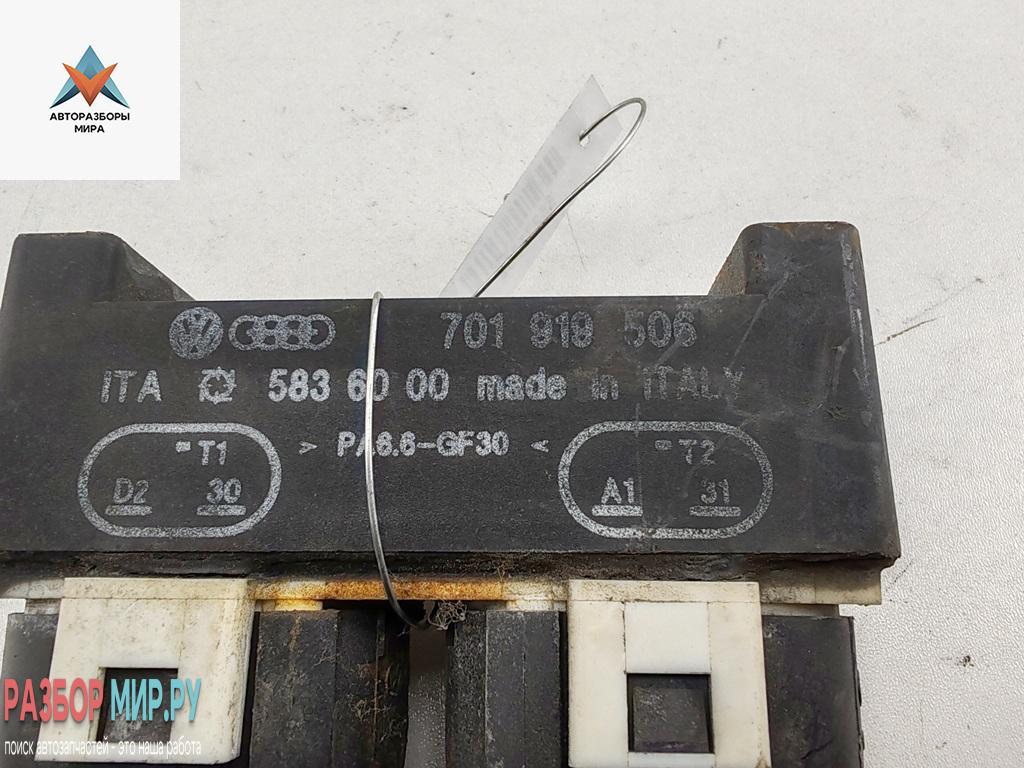 АВТОРАЗБОРЫ
МИРА
701 919 506
ITA 583 60 00 made in ITALY
T1
D2 30
> PA6.6-GF30 <
T2
A1 31
РАЗБОР МИР.РУ
поиск автозапчастей - это наша работа